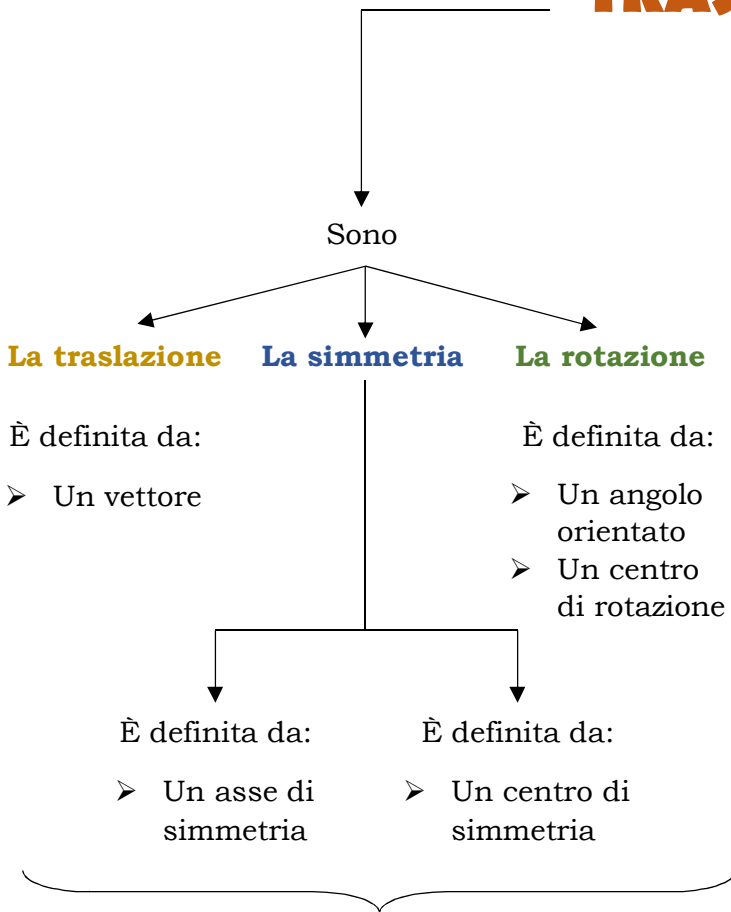 Sono
La traslazione La simmetria La rotazione
È definita da:
➢ Un vettore
È definita da:
➢ Un angolo
orientato
➢ Un centro
di rotazione
È definita da:
➢ Un asse di
simmetria
È definita da:
➢ Un centro di
simmetria